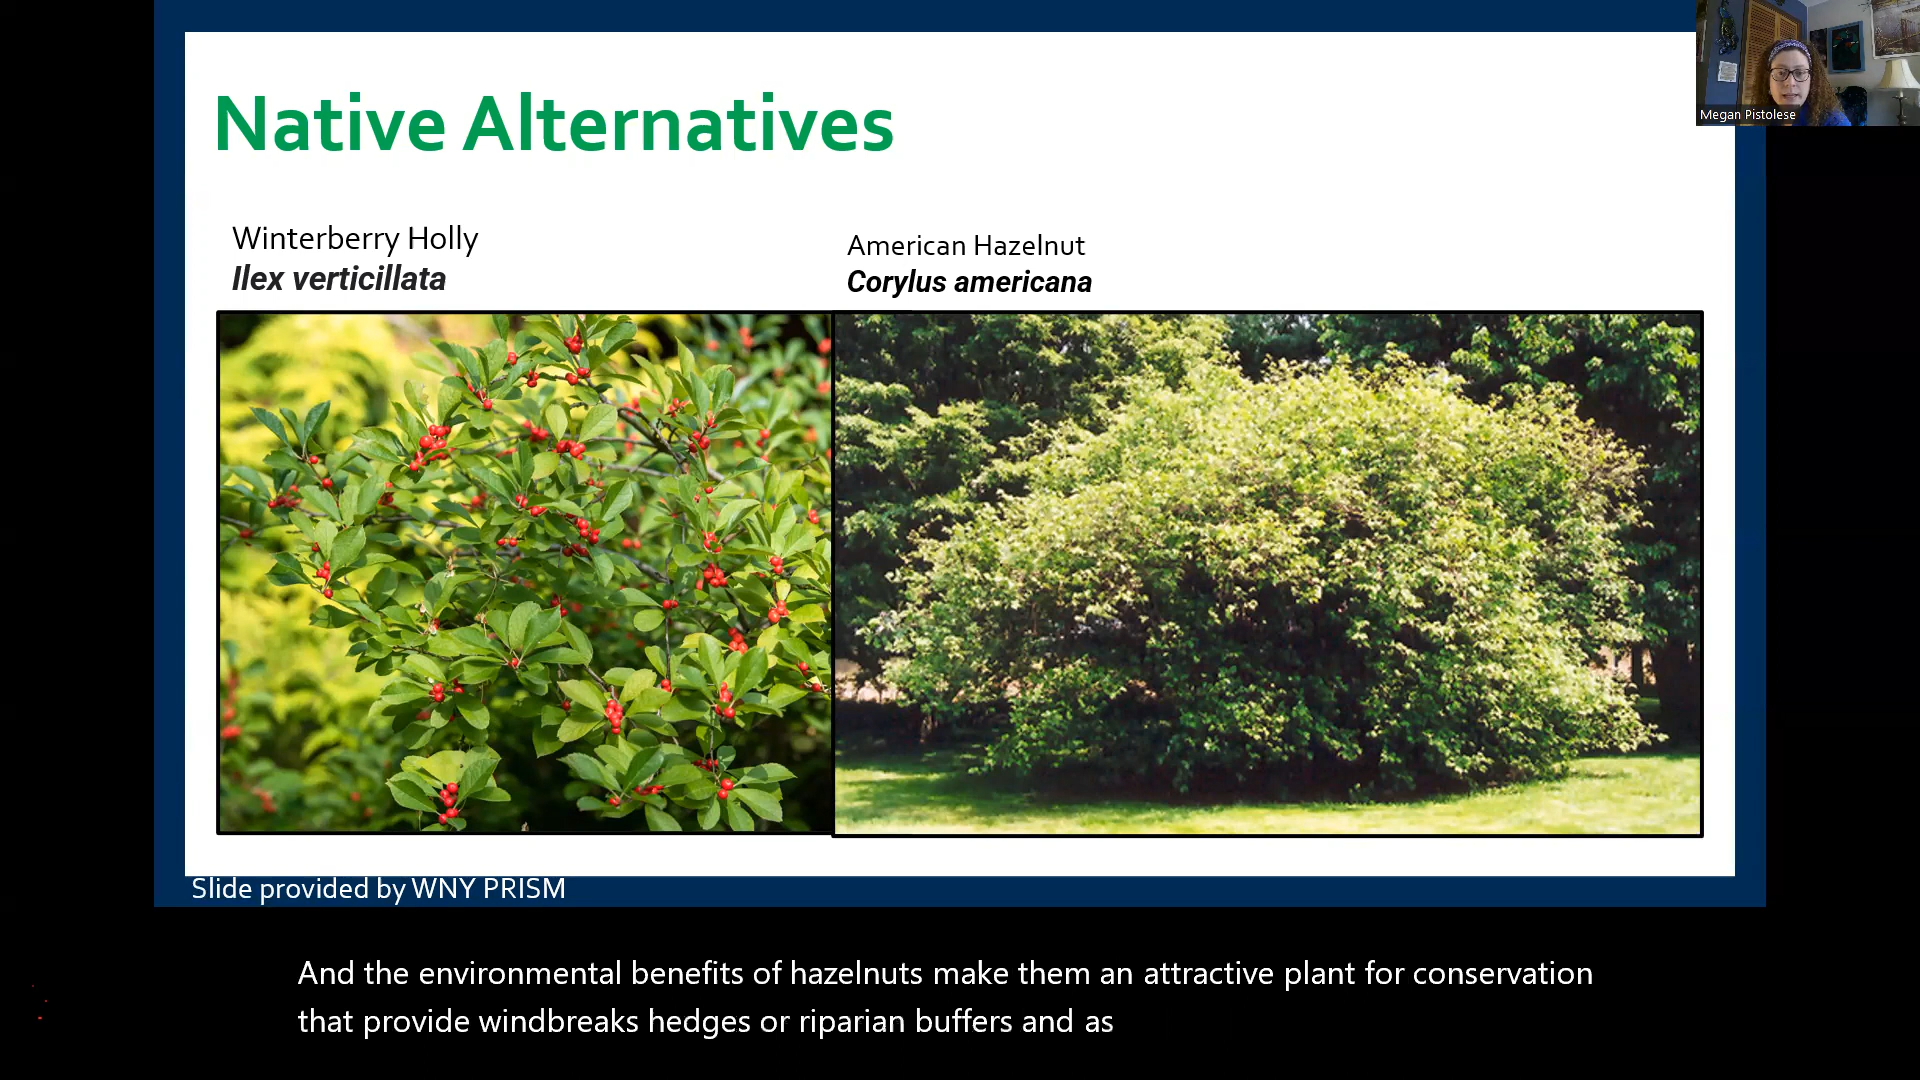 Native Alternatives
Megan Pistolese
Winterberry Holly
Ilex verticillata
American Hazelnut
Corylus americana
Slide provided by WNY PRISM
And the environmental benefits of hazelnuts make them an attractive plant for conservation
that provide windbreaks hedges or riparian buffers and as